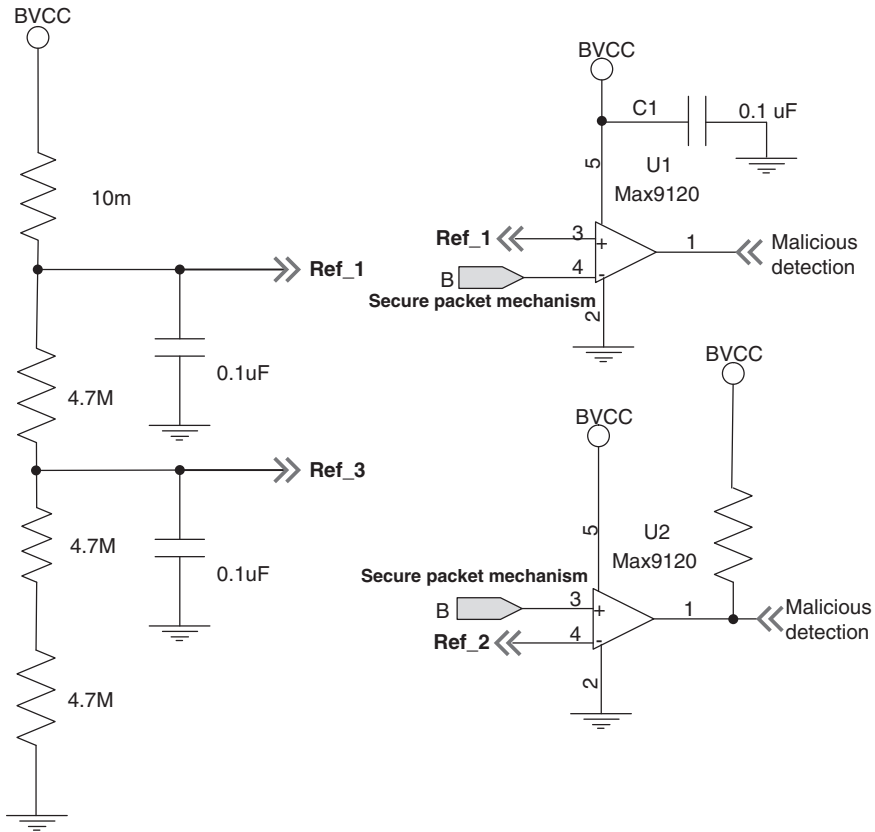 BVCC
10m
Ref_1
0.1uF
4.7M
Ref_3
4.7M
0.1uF
4.7M
BVCC
C1
0.1 uF
5
U1
Max9120
Ref_1
3
+
1
Malicious
detection
B
4
-
Secure packet mechanism
2
BVCC
BVCC
5
U2
Max9120
Secure packet mechanism
B
3
+
1
Malicious
detection
Ref_2
4
-
2